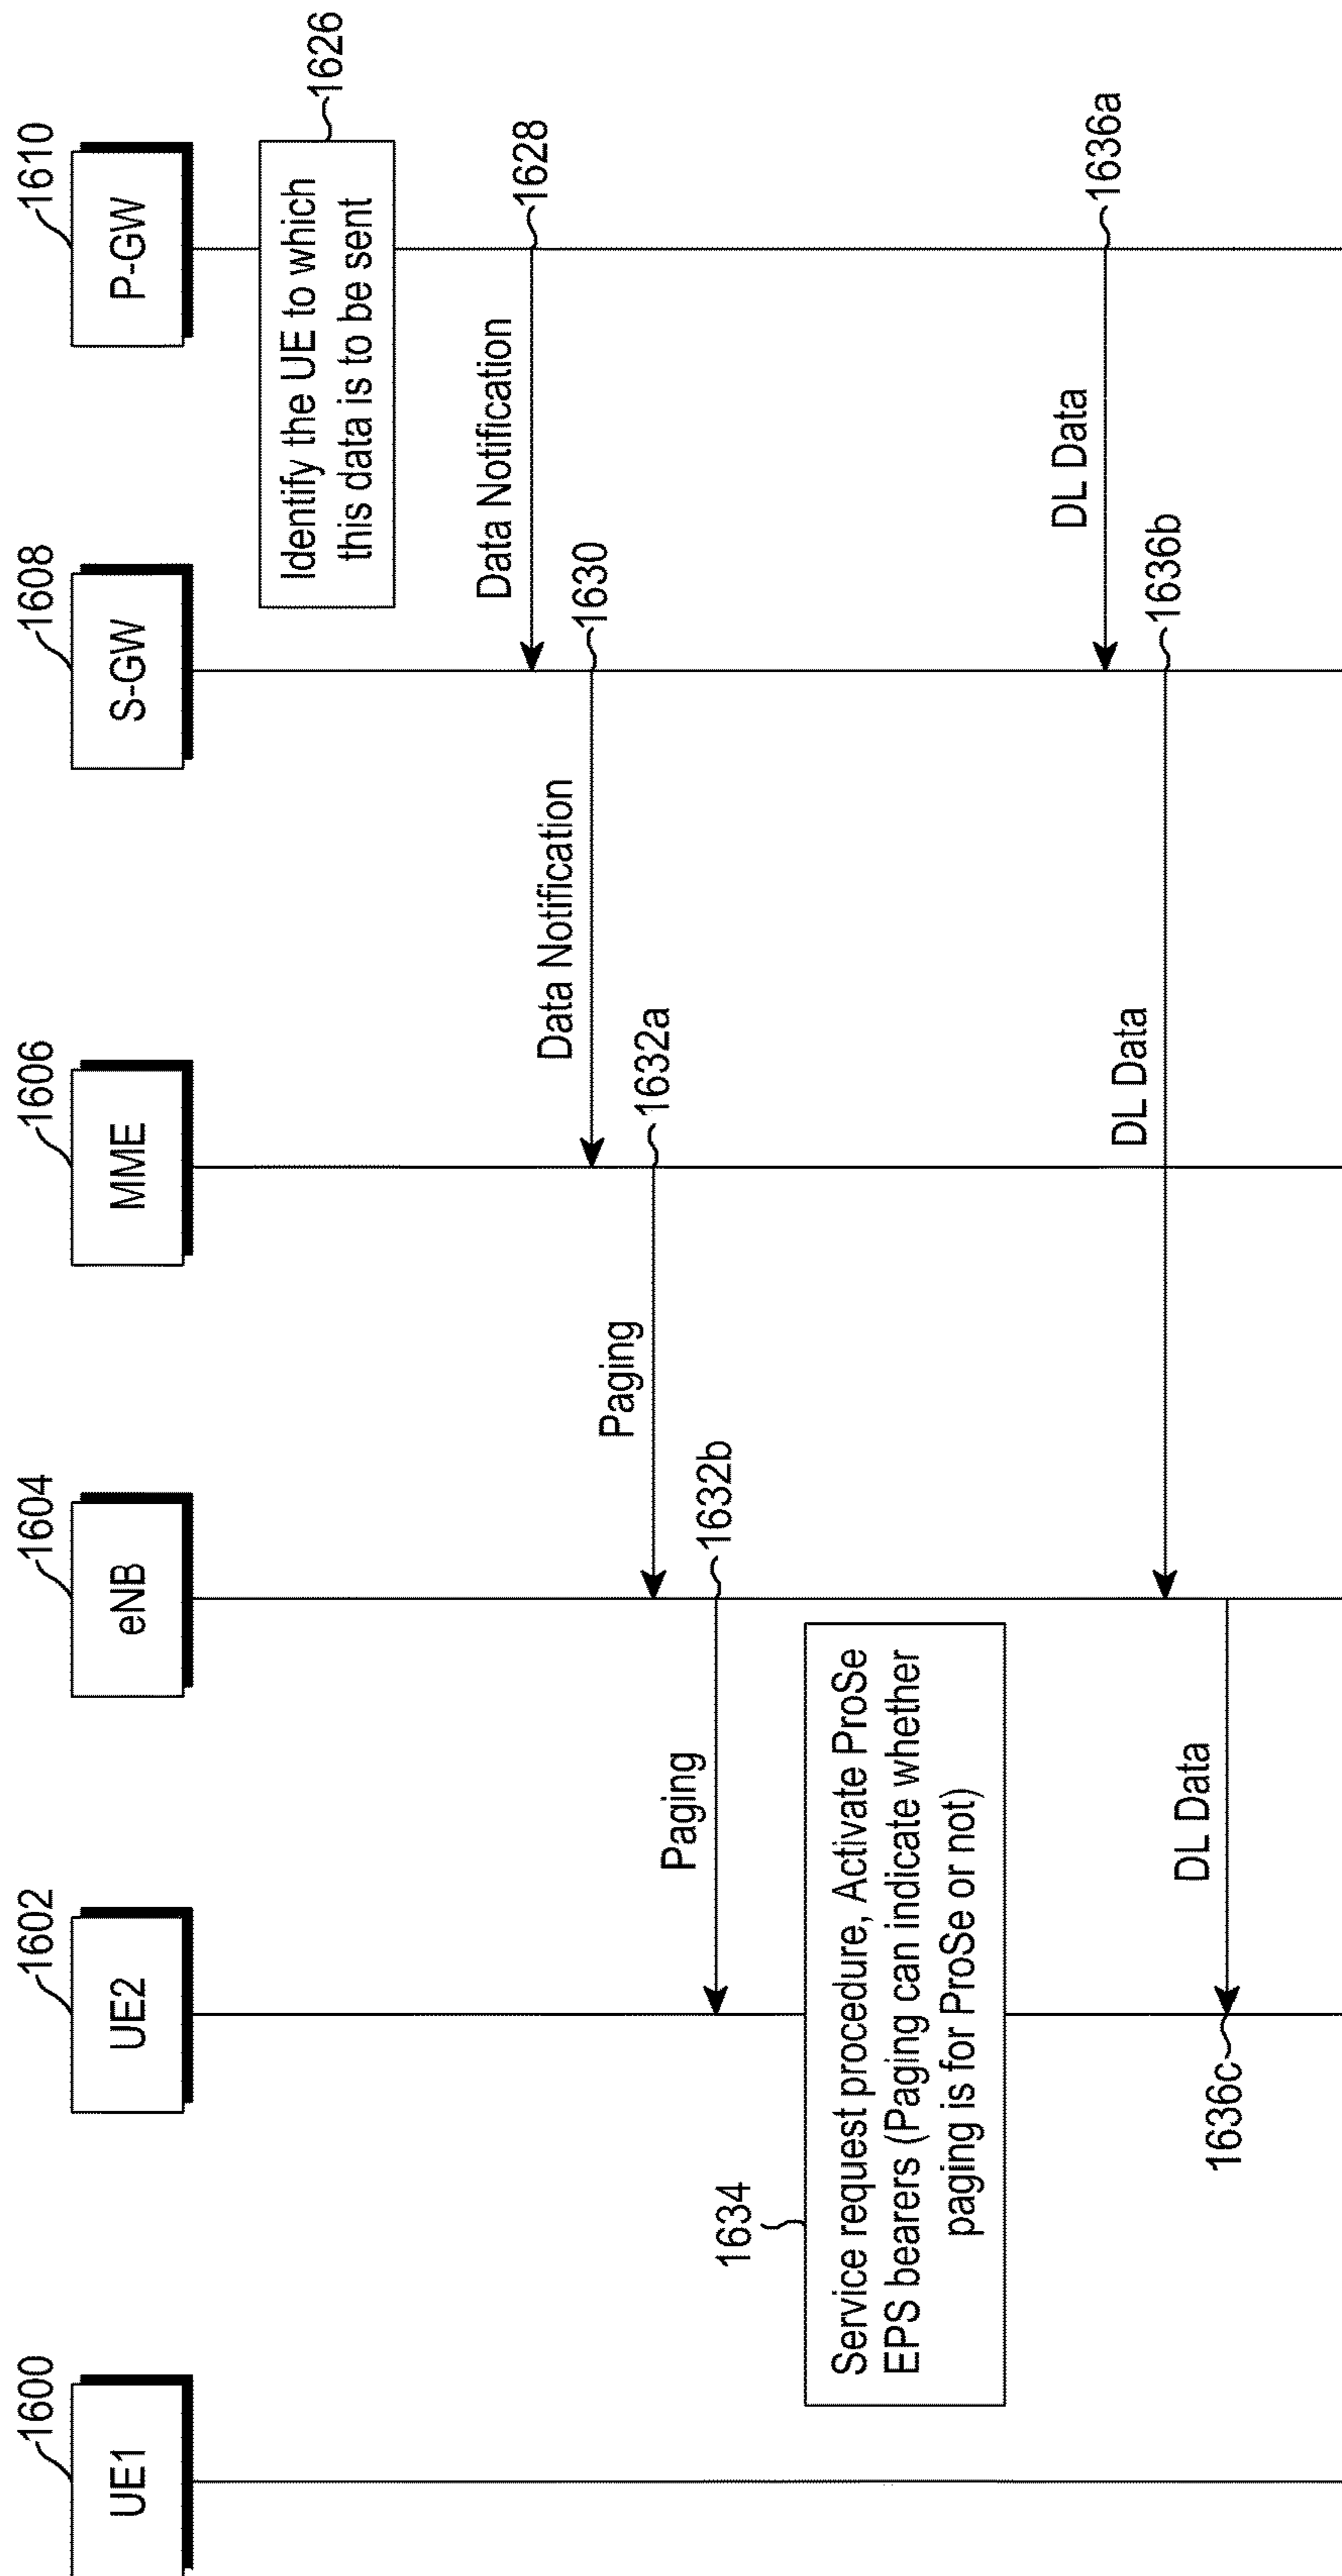 1600
UE1
1602
UE2
1604
eNB
1606
MME
1608
S-GW
1610
P-GW
Identify the UE to which
this data is to be sent
1626
Data Notification
1628
Data Notification
1630
Paging
1632a
Paging
1632b
1634
Service request procedure, Activate ProSe
EPS bearers (Paging can indicate whether
paging is for ProSe or not)
DL Data
1636a
DL Data
1636b
DL Data
1636c